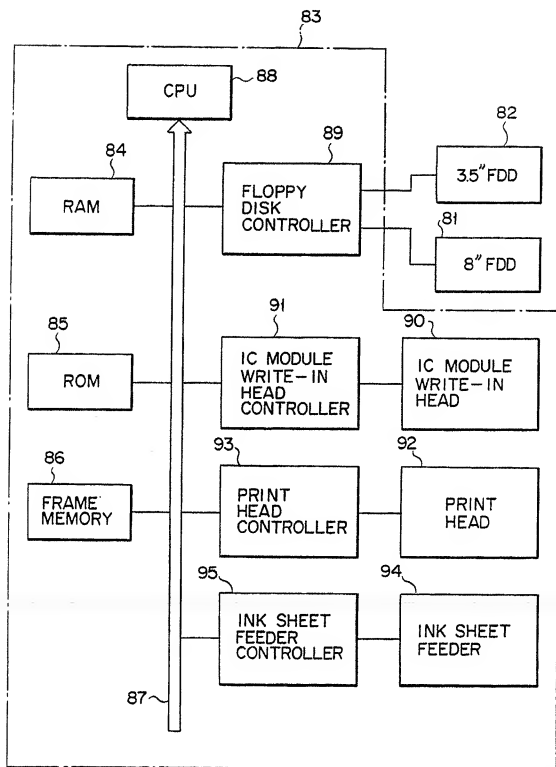 83
CPU
88
84
RAM
89
FLOPPY
DISK
CONTROLLER
82
3.5" FDD
81
8" FDD
85
ROM
91
IC MODULE
WRITE-IN
HEAD
CONTROLLER
90
IC MODULE
WRITE-IN
HEAD
86
FRAME
MEMORY
93
PRINT
HEAD
CONTROLLER
92
PRINT
HEAD
95
INK SHEET
FEEDER
CONTROLLER
94
INK SHEET
FEEDER
87